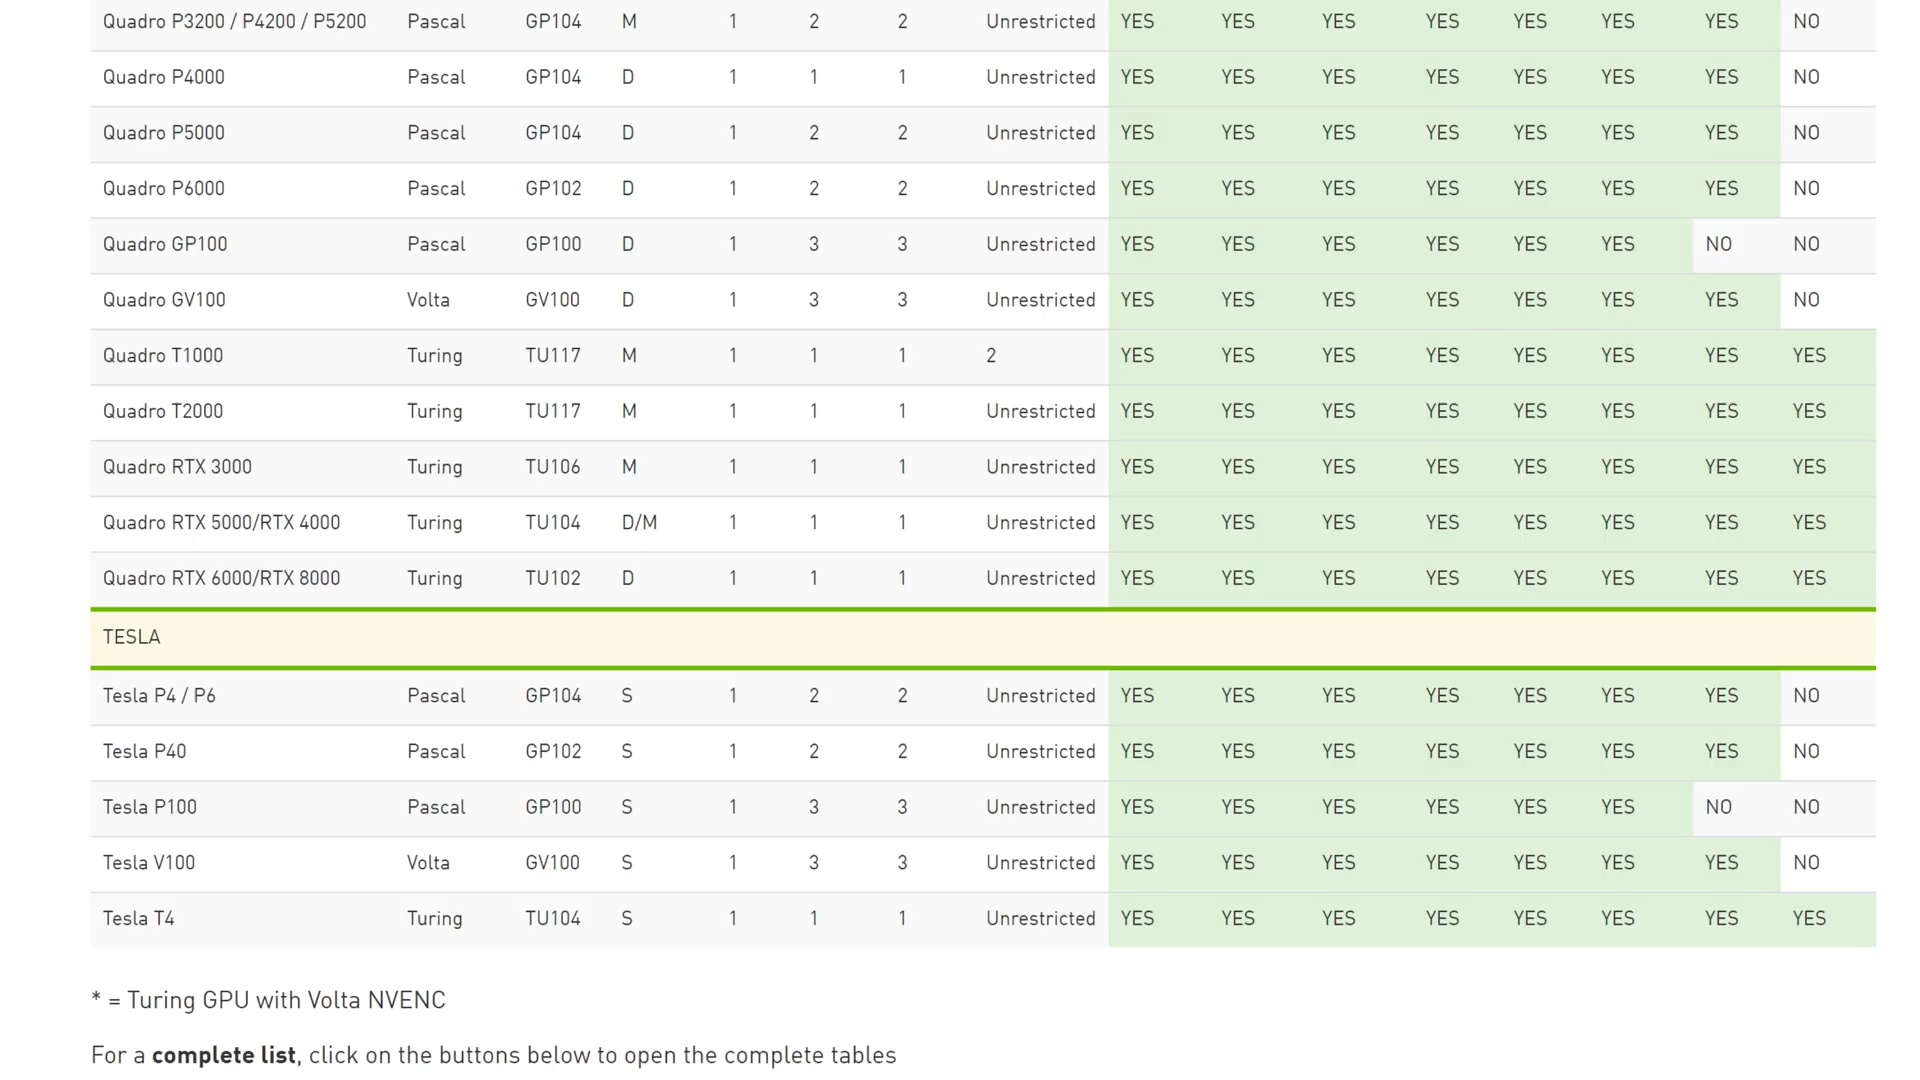 Quadro P3200 / P4200 / P5200 Pascal GP104 M 1 2 2 Unrestricted YES YES YES YES YES YES YES NO
Quadro P4000 Pascal GP104 D 1 1 1 Unrestricted YES YES YES YES YES YES YES NO
Quadro P5000 Pascal GP104 D 1 2 2 Unrestricted YES YES YES YES YES YES YES NO
Quadro P6000 Pascal GP102 D 1 2 2 Unrestricted YES YES YES YES YES YES YES NO
Quadro GP100 Pascal GP100 D 1 3 3 Unrestricted YES YES YES YES YES YES NO NO
Quadro GV100 Volta GV100 D 1 3 3 Unrestricted YES YES YES YES YES YES YES NO
Quadro T1000 Turing TU117 M 1 1 1 2 YES YES YES YES YES YES YES YES
Quadro T2000 Turing TU117 M 1 1 1 Unrestricted YES YES YES YES YES YES YES YES
Quadro RTX 3000 Turing TU106 M 1 1 1 Unrestricted YES YES YES YES YES YES YES YES
Quadro RTX 5000/RTX 4000 Turing TU104 D/M 1 1 1 Unrestricted YES YES YES YES YES YES YES YES
Quadro RTX 6000/RTX 8000 Turing TU102 D 1 1 1 Unrestricted YES YES YES YES YES YES YES YES
TESLA
Tesla P4 / P6 Pascal GP104 S 1 2 2 Unrestricted YES YES YES YES YES YES YES NO
Tesla P40 Pascal GP102 S 1 2 2 Unrestricted YES YES YES YES YES YES YES NO
Tesla P100 Pascal GP100 S 1 3 3 Unrestricted YES YES YES YES YES YES NO NO
Tesla V100 Volta GV100 S 1 3 3 Unrestricted YES YES YES YES YES YES YES NO
Tesla T4 Turing TU104 S 1 1 1 Unrestricted YES YES YES YES YES YES YES YES
* = Turing GPU with Volta NVENC
For a complete list, click on the buttons below to open the complete tables